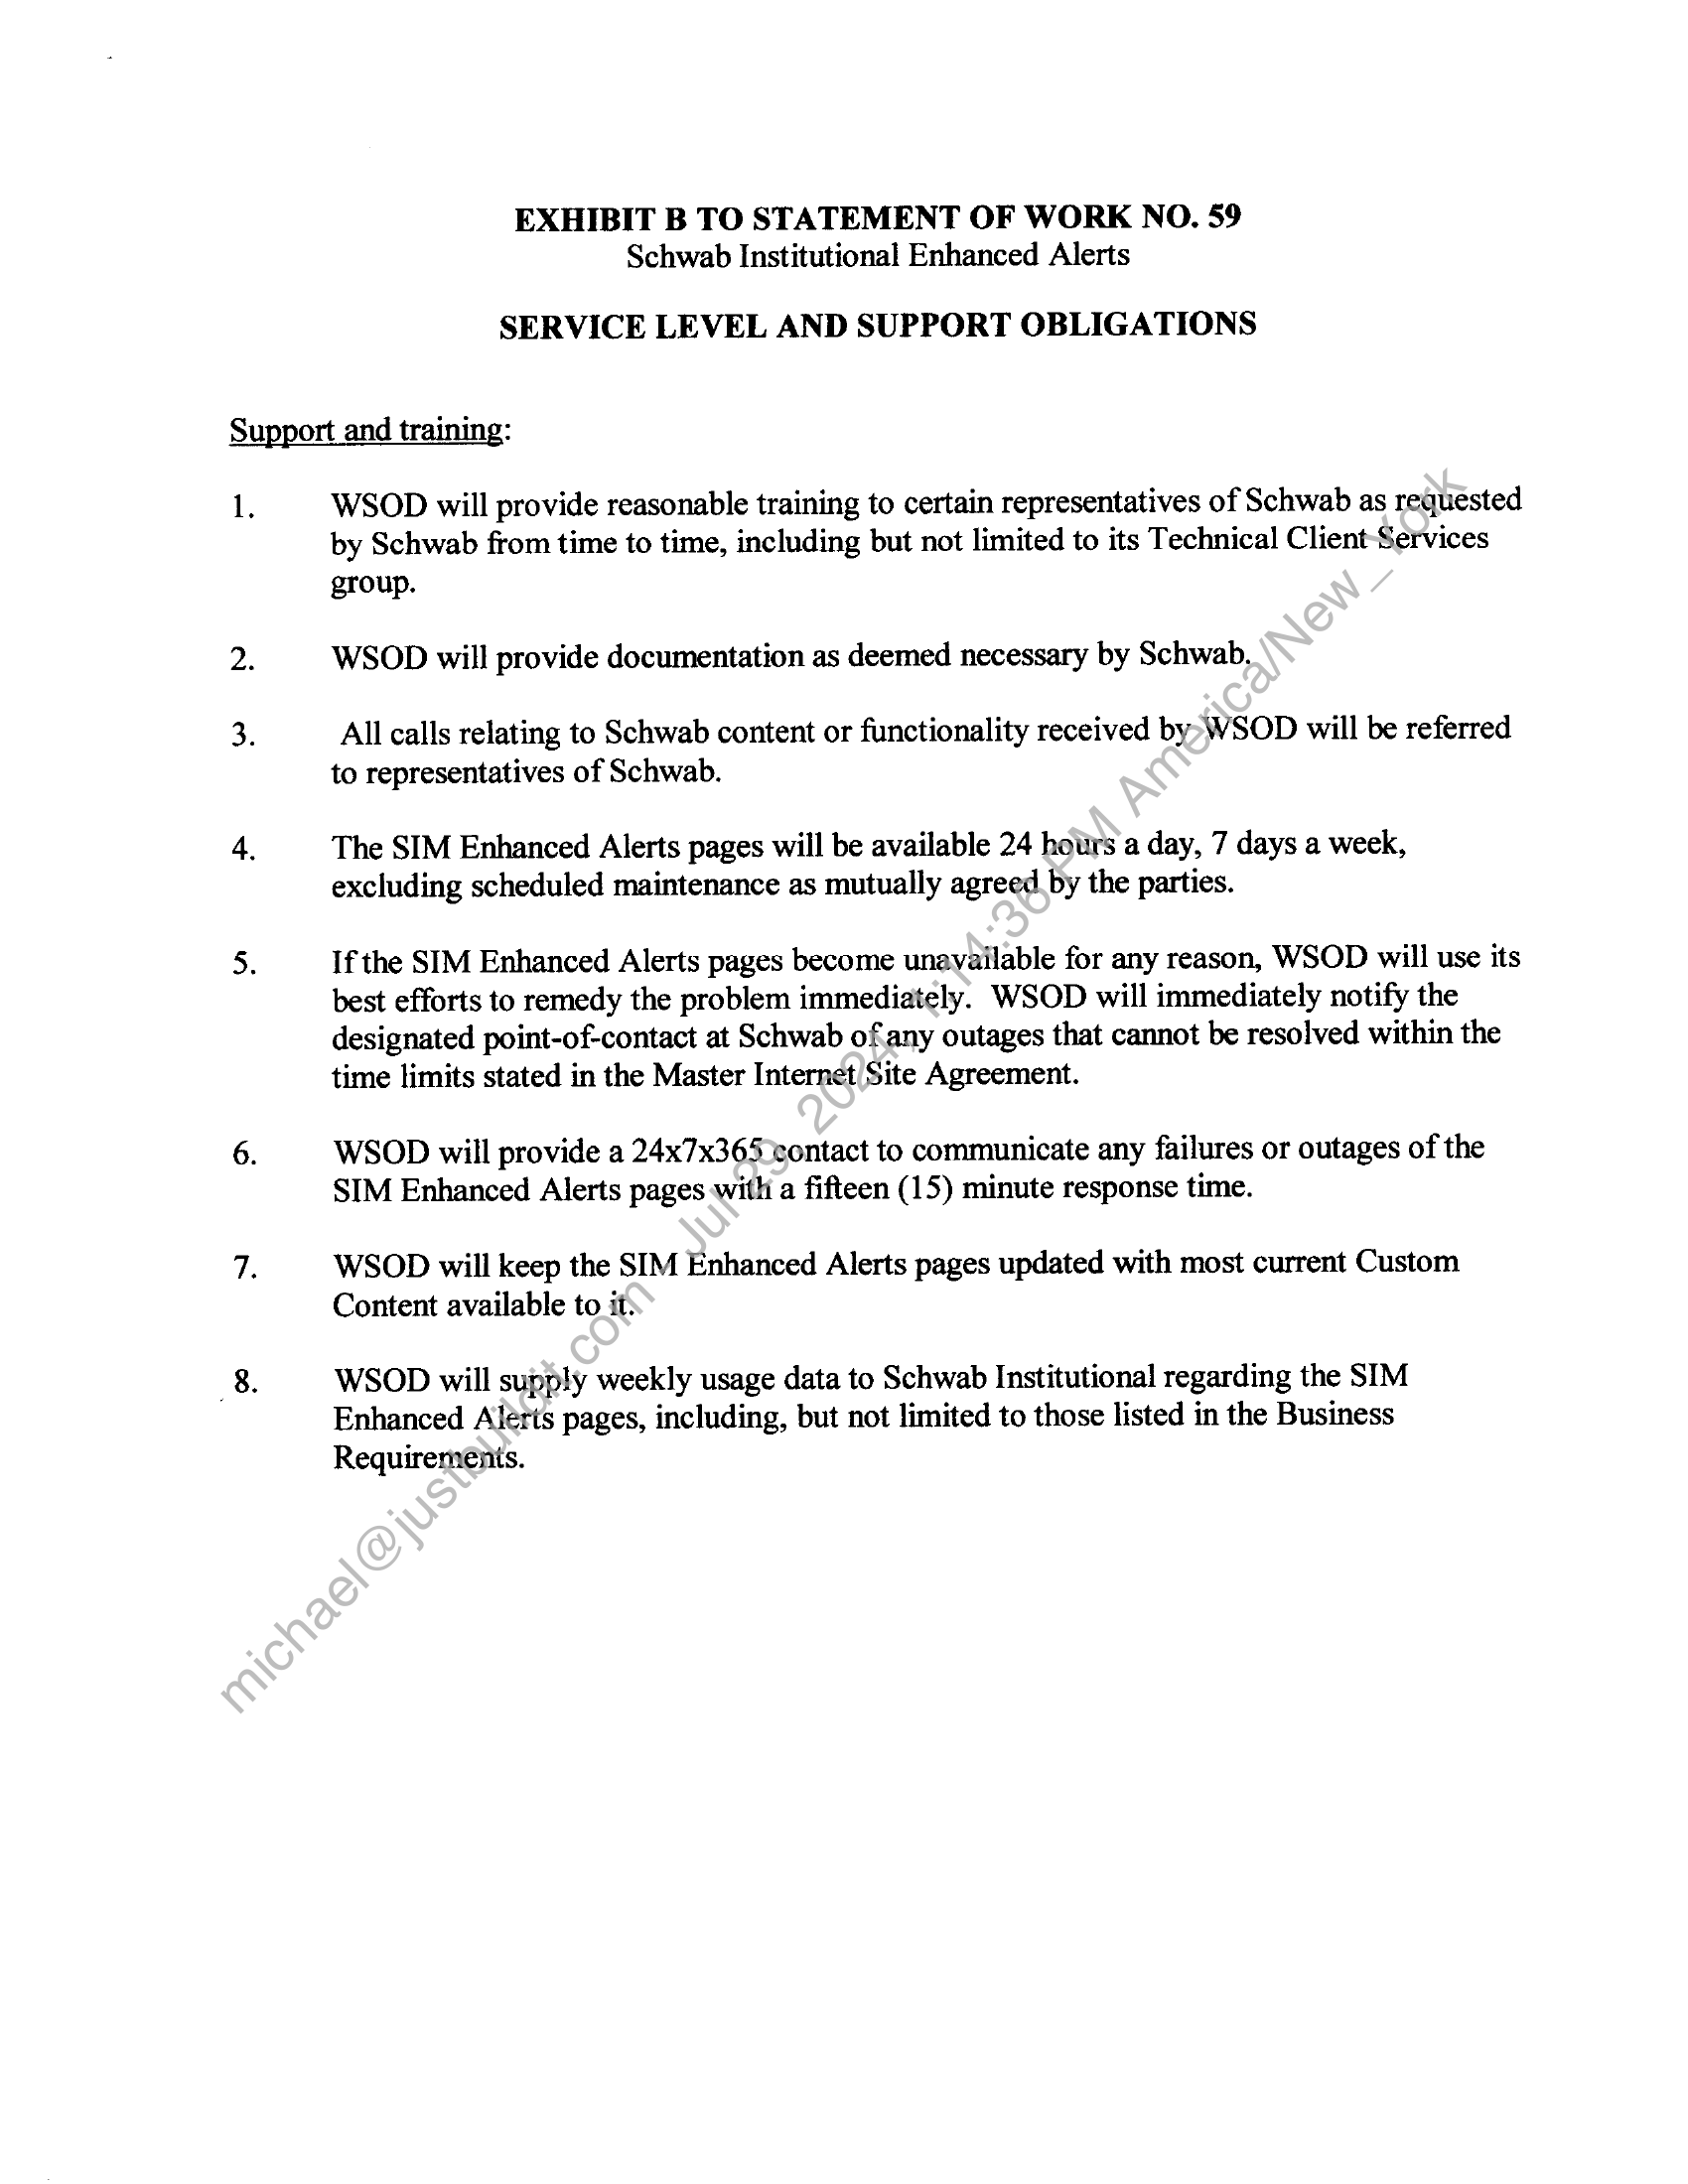 EXHIBIT B TO STATEMENT OF WORK NO. 59
Schwab Institutional Enhanced Alerts
SERVICE LEVEL AND SUPPORT OBLIGATIONS
Support and training:
1. WSOD will provide reasonable training to certain representatives of Schwab as requested
by Schwab from time to time, including but not limited to its Technical Client Services
group.
2. WSOD will provide documentation as deemed necessary by Schwab.
3. All calls relating to Schwab content or functionality received by WSOD will be referred
to representatives of Schwab.
4. The SIM Enhanced Alerts pages will be available 24 hours a day, 7 days a week,
excluding scheduled maintenance as mutually agreed by the parties.
5. If the SIM Enhanced Alerts pages become unavailable for any reason, WSOD will use its
best efforts to remedy the problem immediately. WSOD will immediately notify the
designated point-of-contact at Schwab of any outages that cannot be resolved within the
time limits stated in the Master Internet Site Agreement.
6. WSOD will provide a 24x7x365 contact to communicate any failures or outages of the
SIM Enhanced Alerts pages with a fifteen (15) minute response time.
7. WSOD will keep the SIM Enhanced Alerts pages updated with most current Custom
Content available to it.
8. WSOD will supply weekly usage data to Schwab Institutional regarding the SIM
Enhanced Alerts pages, including, but not limited to those listed in the Business
Requirements.
michael@justbuildit.com - Jul 29, 2024, 1:14:36 PM America/New_York